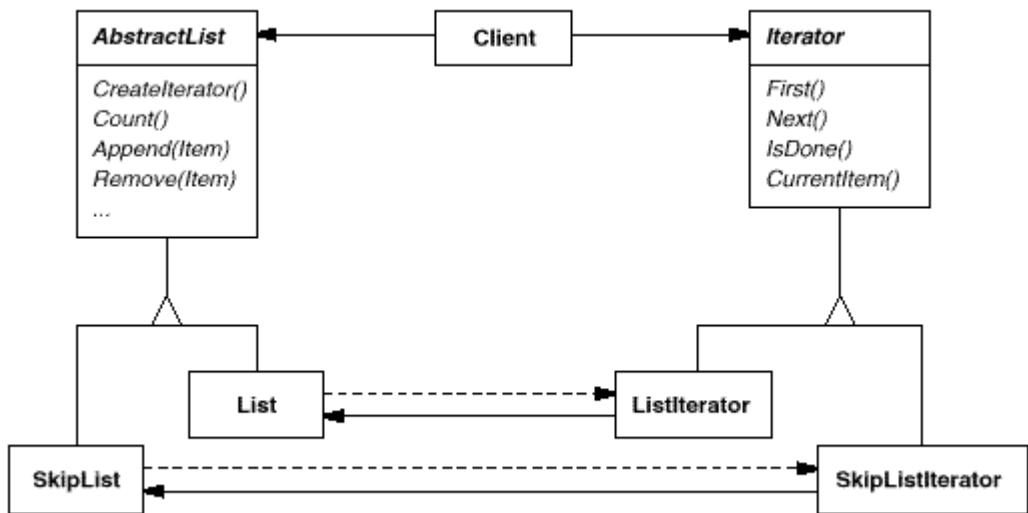 AbstractList
Client
Iterator
CreateIterator()
Count()
Append(Item)
Remove(Item)
...
First()
Next()
IsDone()
CurrentItem()
List
ListIterator
SkipList
SkipListIterator